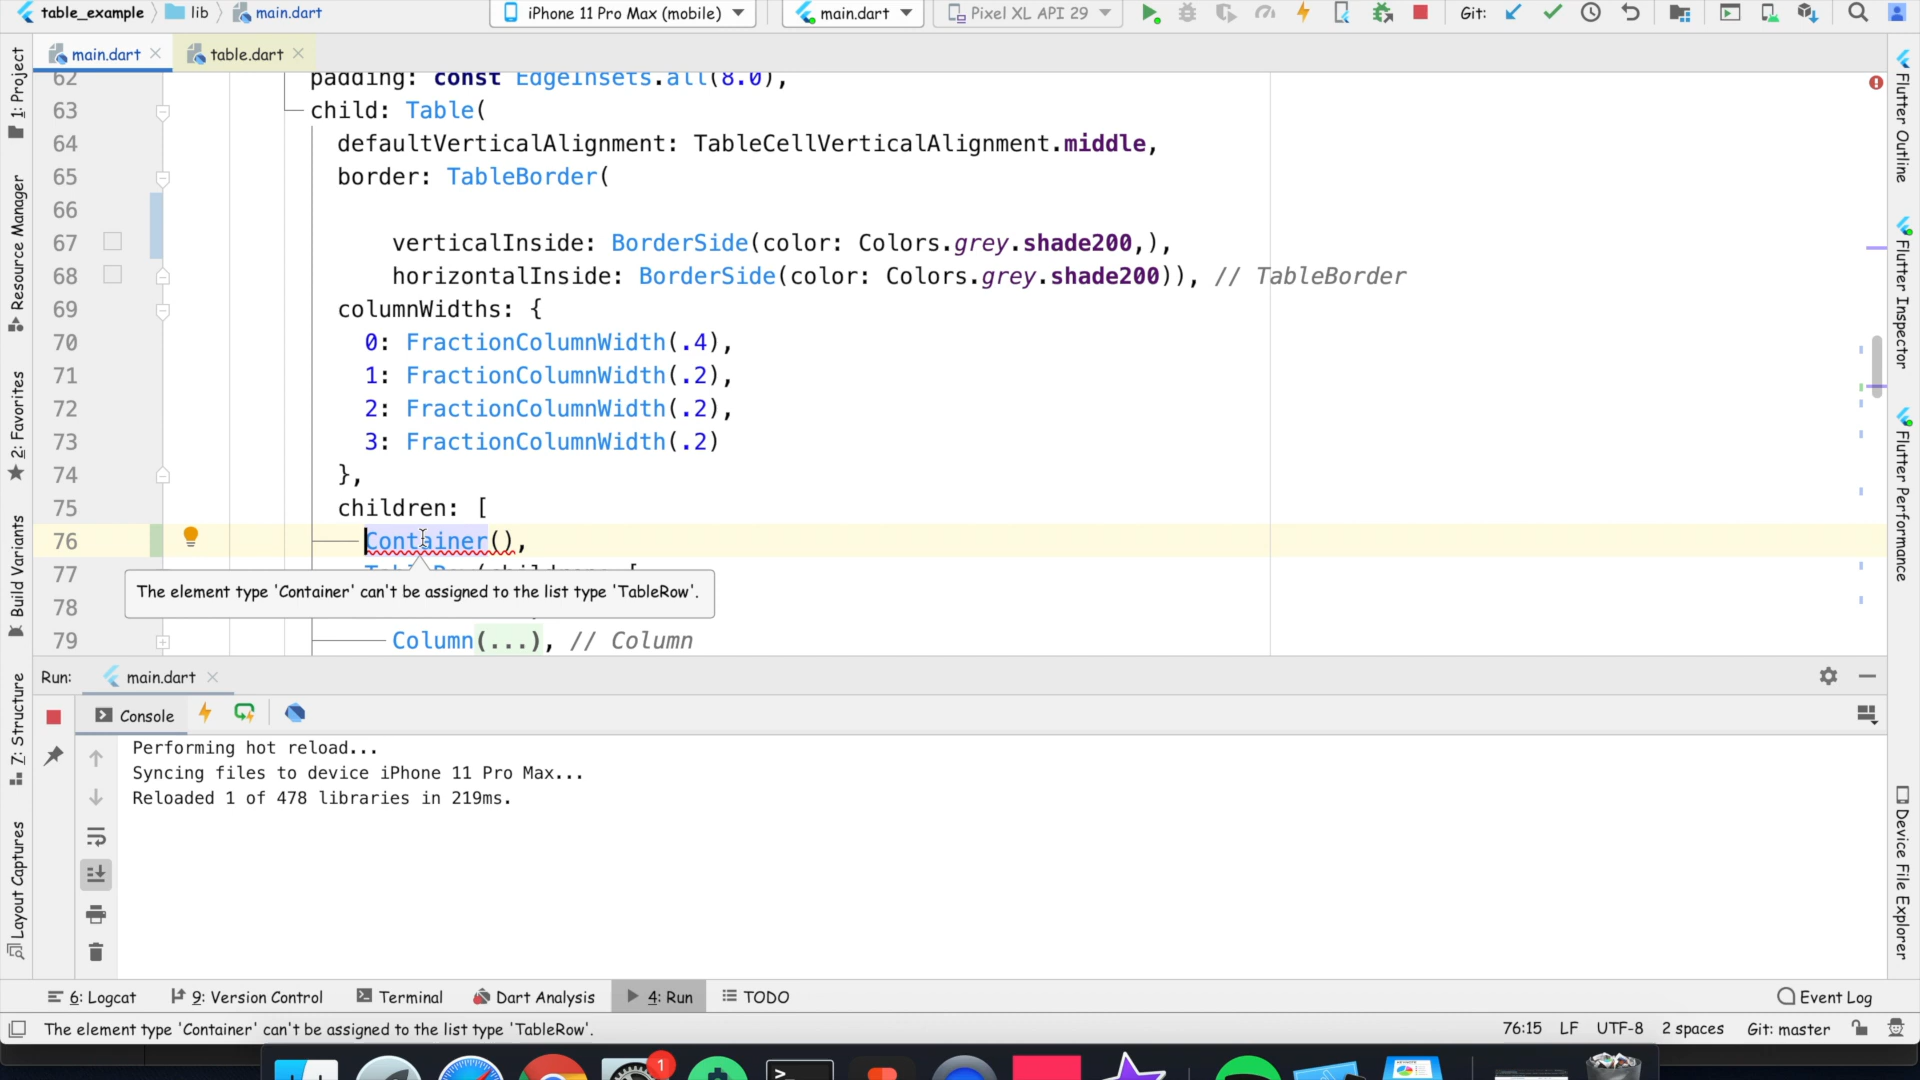 table_example
lib
main.dart
iPhone 11 Pro Max (mobile)
main.dart
Pixel XL API 29
Git:
main.dart
table.dart
62 padding: const EdgeInsets.all(8.0),
63 child: Table(
64 defaultVerticalAlignment: TableCellVerticalAlignment.middle,
65 border: TableBorder(
66
67 verticalInside: BorderSide(color: Colors.grey.shade200,),
68 horizontalInside: BorderSide(color: Colors.grey.shade200)), // TableBorder
69 columnWidths: {
70 0: FractionColumnWidth(.4),
71 1: FractionColumnWidth(.2),
72 2: FractionColumnWidth(.2),
73 3: FractionColumnWidth(.2)
74 },
75 children: [
76 Container(),
77
The element type 'Container' can't be assigned to the list type 'TableRow'.
78
79 Column(...), // Column
1: Project
Resource Manager
2: Favorites
Build Variants
7: Structure
Layout Captures
Flutter Outline
Flutter Inspector
Flutter Performance
Device File Explorer
Run:
main.dart
Console
Performing hot reload...
Syncing files to device iPhone 11 Pro Max...
Reloaded 1 of 478 libraries in 219ms.
6: Logcat
9: Version Control
Terminal
Dart Analysis
4: Run
TODO
Event Log
The element type 'Container' can't be assigned to the list type 'TableRow'.
76:15
LF
UTF-8
2 spaces
Git: master
1